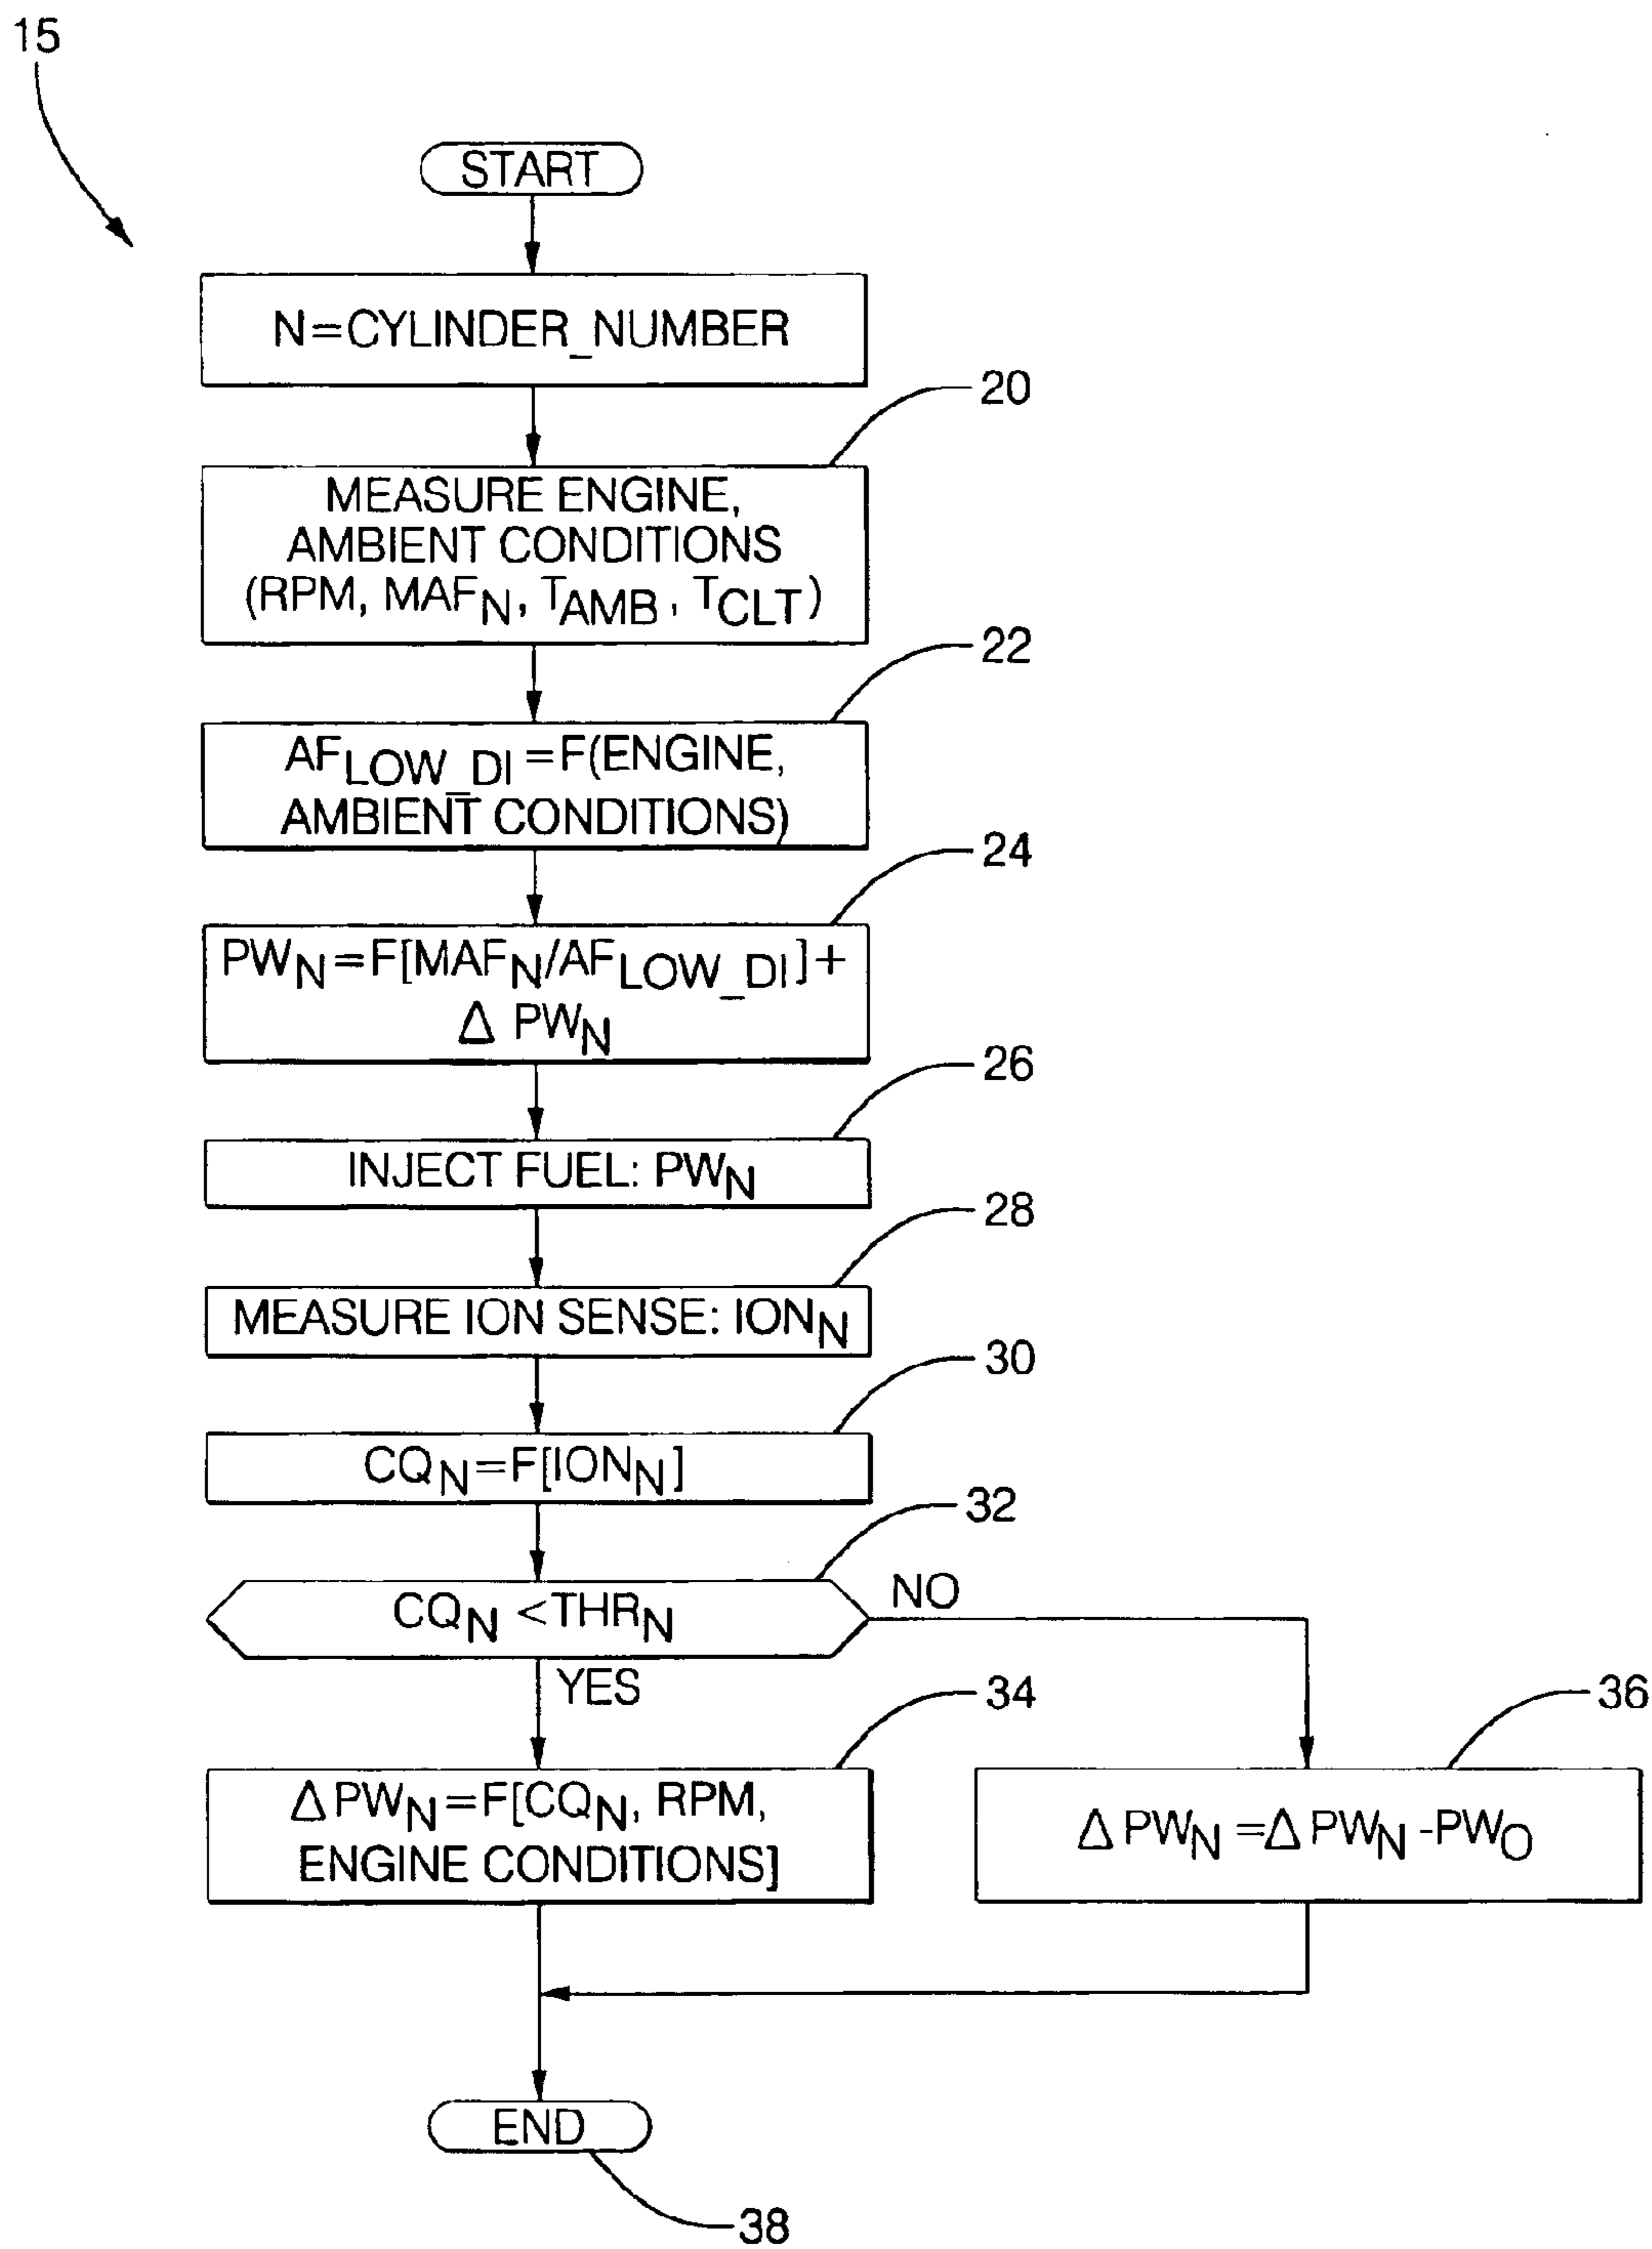 15
START
N=CYLINDER_NUMBER
20
MEASURE ENGINE,
AMBIENT CONDITIONS
(RPM, MAFN, TAMB, TCLT)
22
AFLOW_DI=F(ENGINE,
AMBIENT CONDITIONS)
24
PWN=F[MAFN/AFLOW_DI]+
Δ PWN
26
INJECT FUEL: PWN
28
MEASURE ION SENSE: IONN
30
CQN=F[IONN]
32
CQN <THRN
NO
YES
34
ΔPWN=F[CQN, RPM,
ENGINE CONDITIONS]
36
Δ PWN =Δ PWN -PWO
END
38